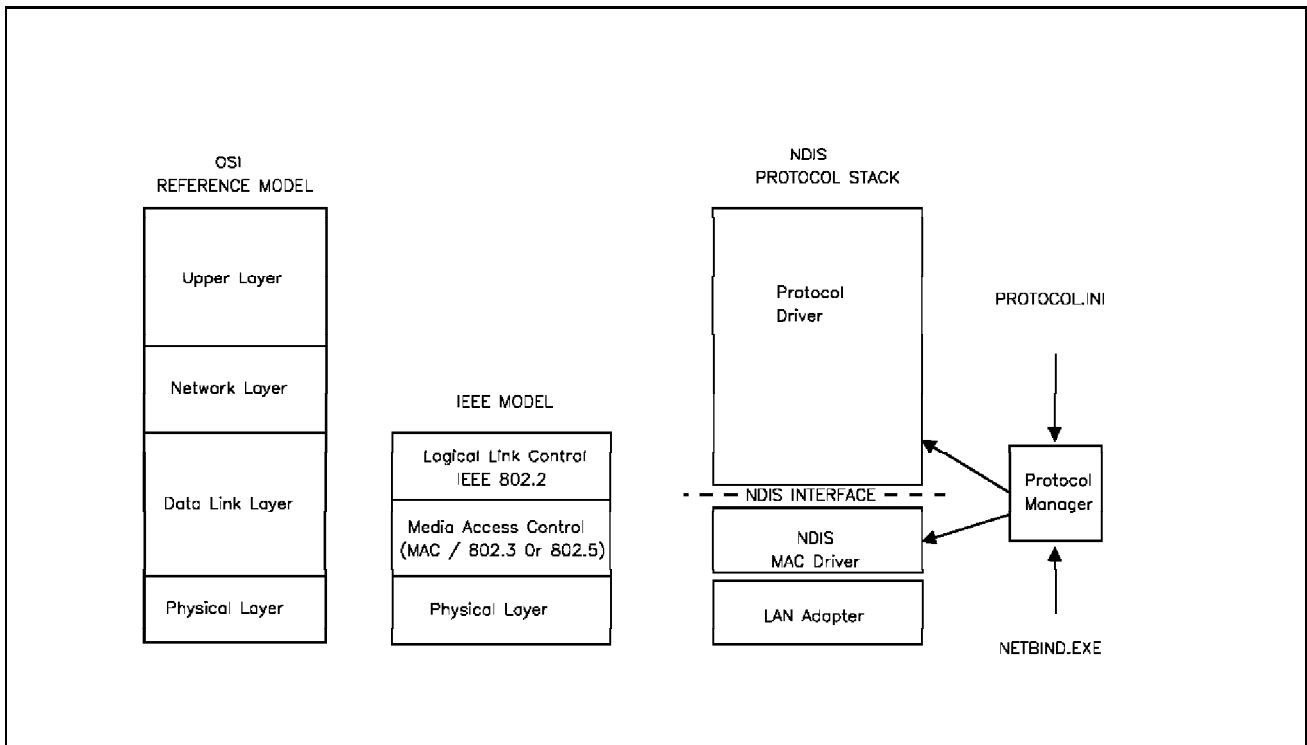 OSI
REFERENCE MODEL
Upper Layer
Network Layer
Data Link Layer
Physical Layer
IEEE MODEL
Logical Link Control
IEEE 802.2
Media Access Control
(MAC / 802.3 Or 802.5)
Physical Layer
NDIS
PROTOCOL STACK
Protocol
Driver
NDIS INTERFACE
NDIS
MAC Driver
LAN Adapter
PROTOCOL.INI
Protocol
Manager
NETBIND.EXE